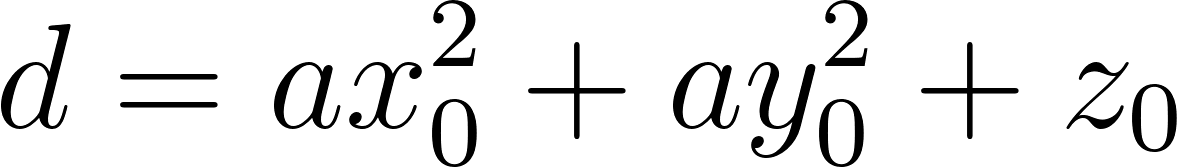 d = ax_0^2 + ay_0^2 + z_0